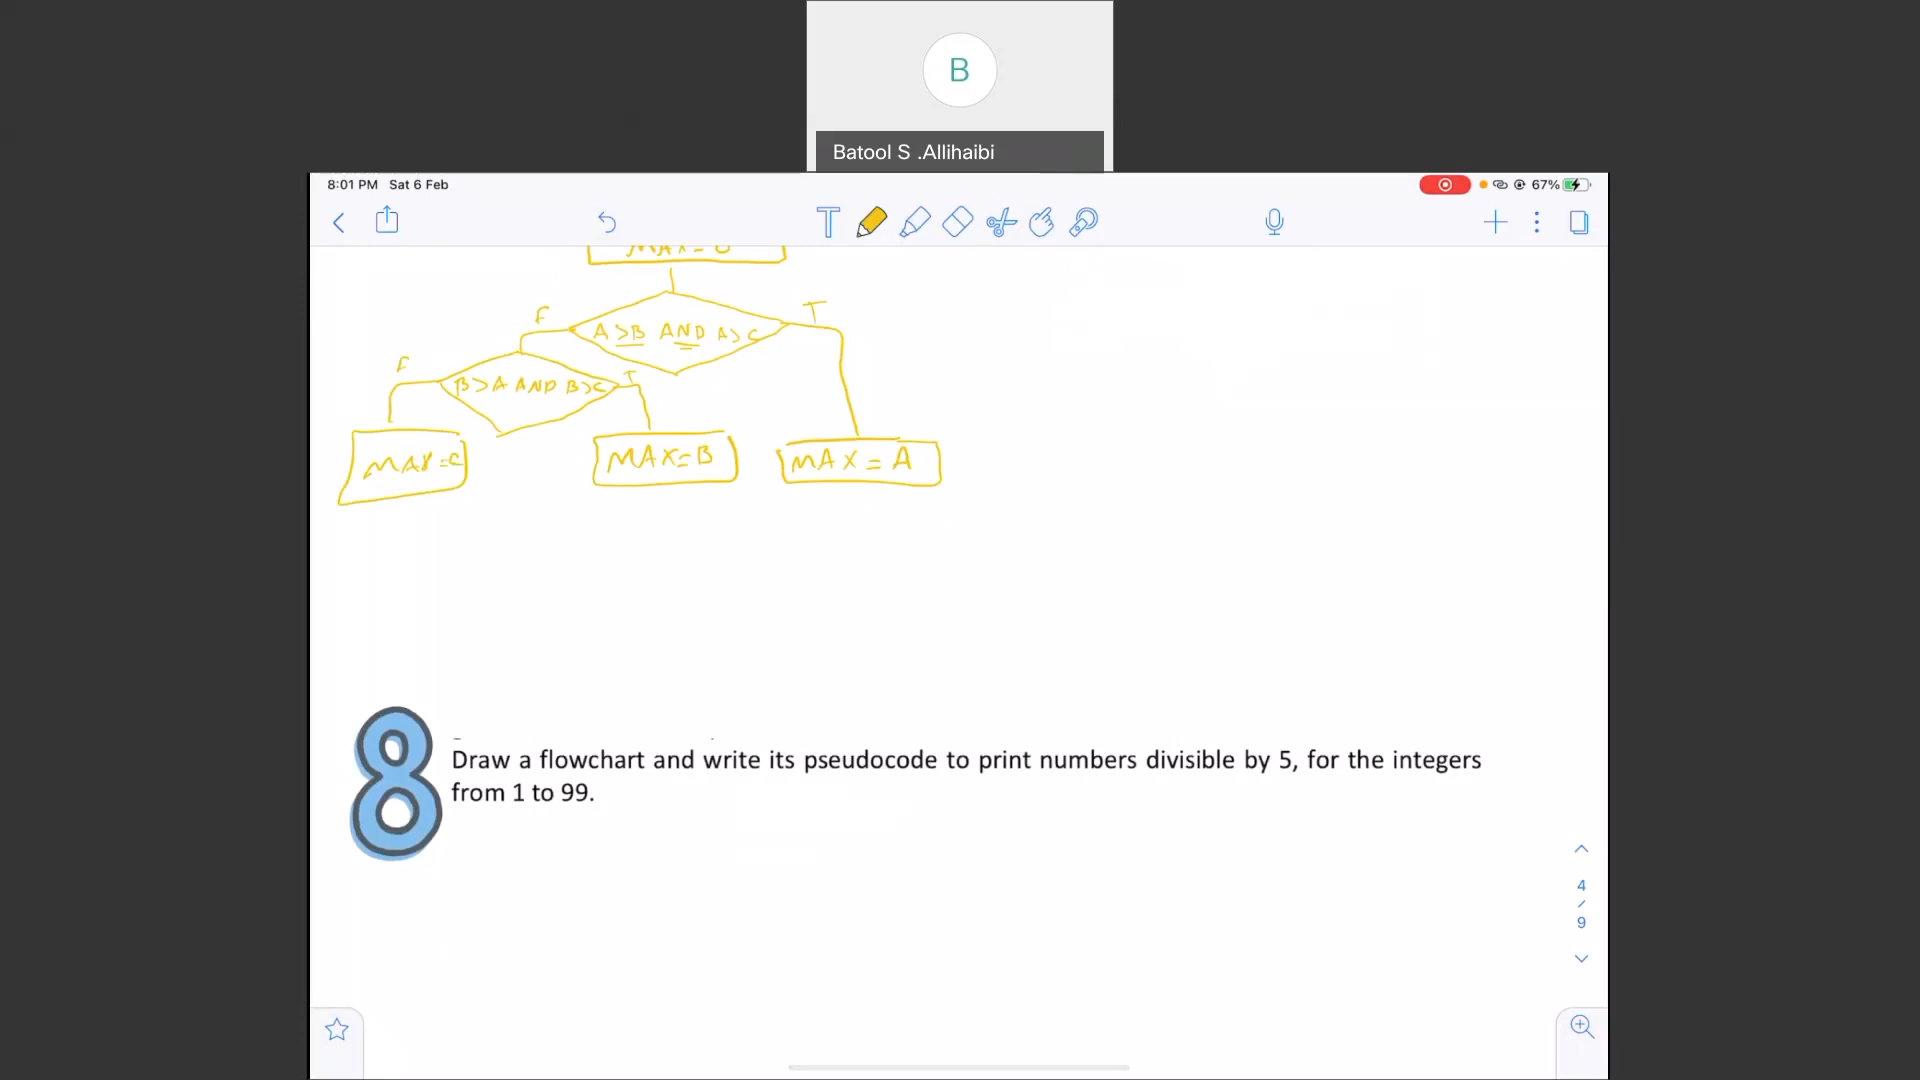 B
Batool S .Allihaibi
8:01 PM Sat 6 Feb
67%
T
F
T
A>B AND A>C
F
B>A AND B>C
T
MAX=C
MAX=B
MAX=A
8
Draw a flowchart and write its pseudocode to print numbers divisible by 5, for the integers
from 1 to 99.
4
/
9